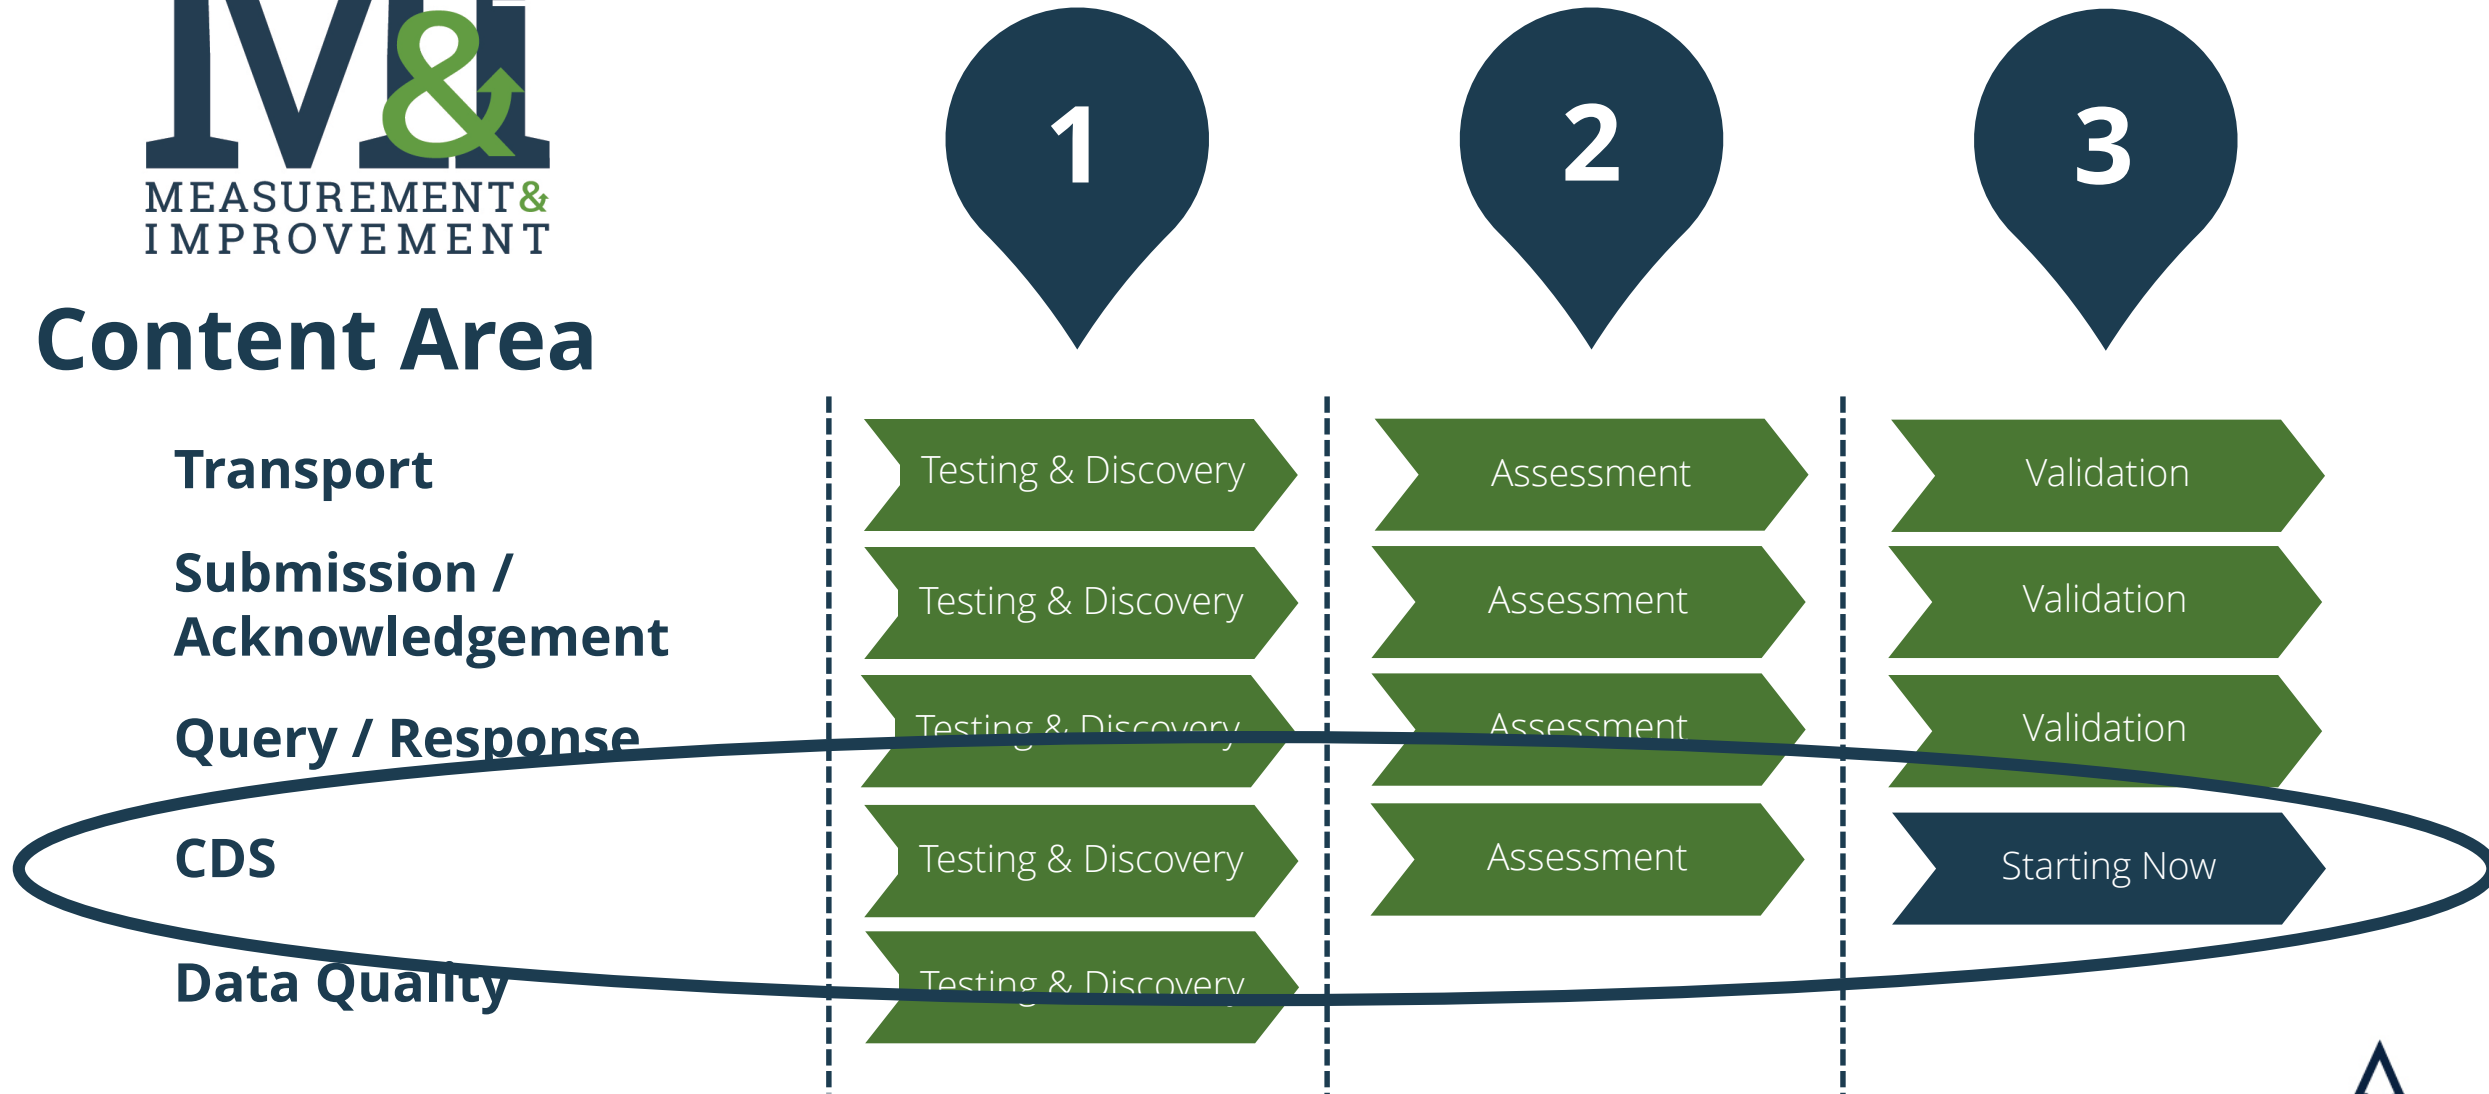 M&I
MEASUREMENT&
IMPROVEMENT
1
2
3
Content Area
Transport
Testing & Discovery
Assessment
Validation
Submission /
Acknowledgement
Testing & Discovery
Assessment
Validation
Query / Response
Testing & Discovery
Assessment
Validation
CDS
Testing & Discovery
Assessment
Starting Now
Data Quality
Testing & Discovery